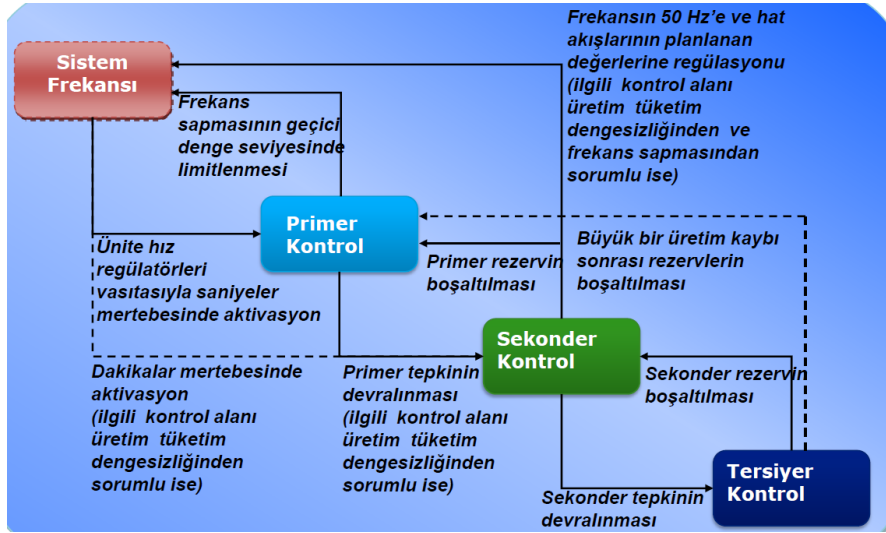 Sistem
Frekansı
Frekansın 50 Hz’e ve hat
akışlarının planlanan
değerlerine regülasyonu
(ilgili kontrol alanı
üretim tüketim
dengesizliğinden ve
frekans sapmasından
sorumlu ise)
Frekans
sapmasının geçici
denge seviyesinde
limitlenmesi
Primer
Kontrol
Ünite hız
regülatörleri
vasıtasıyla saniyeler
mertebesinde aktivasyon
Primer rezervin
boşaltılması
Büyük bir üretim kaybı
sonrası rezervlerin
boşaltılması
Sekonder
Kontrol
Dakikalar mertebesinde
aktivasyon
(ilgili kontrol alanı
üretim tüketim
dengesizliğinden
sorumlu ise)
Primer tepkinin
devralınması
(ilgili kontrol alanı
üretim tüketim
dengesizliğinden
sorumlu ise)
Sekonder rezervin
boşaltılması
Tersiyer
Kontrol
Sekonder tepkinin
devralınması